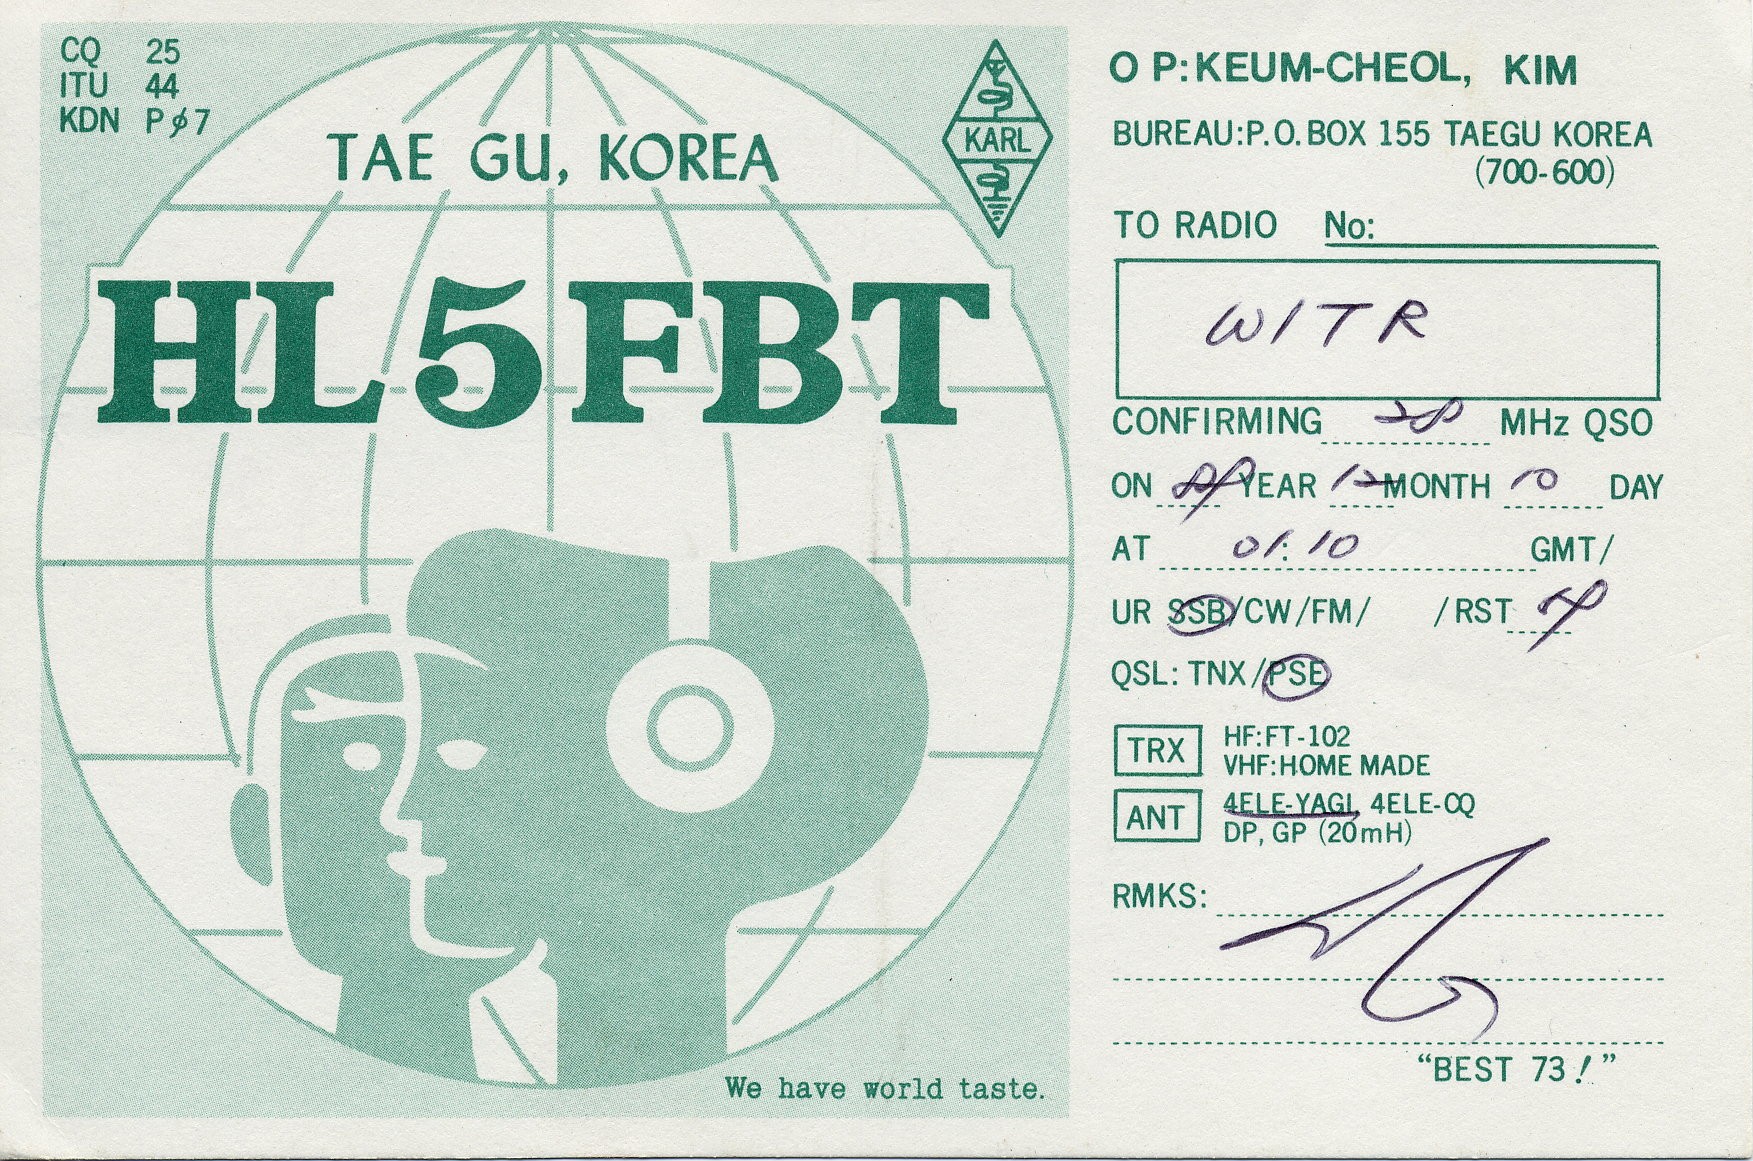 CQ 25
ITU 44
KDN PØ7
TAE GU, KOREA
KARL
HL5FBT
We have world taste.
OP: KEUM-CHEOL, KIM
BUREAU: P.O. BOX 155 TAEGU KOREA
(700-600)
TO RADIO No:
W1TR
CONFIRMING 28 MHz QSO
ON YEAR 12 MONTH 10 DAY
AT 01:10 GMT/
UR SSB/CW/FM/ /RST
QSL: TNX/PSE
TRX HF:FT-102
VHF:HOME MADE
ANT 4ELE-YAGI, 4ELE-CQ
DP, GP (20mH)
RMKS:
"BEST 73!"